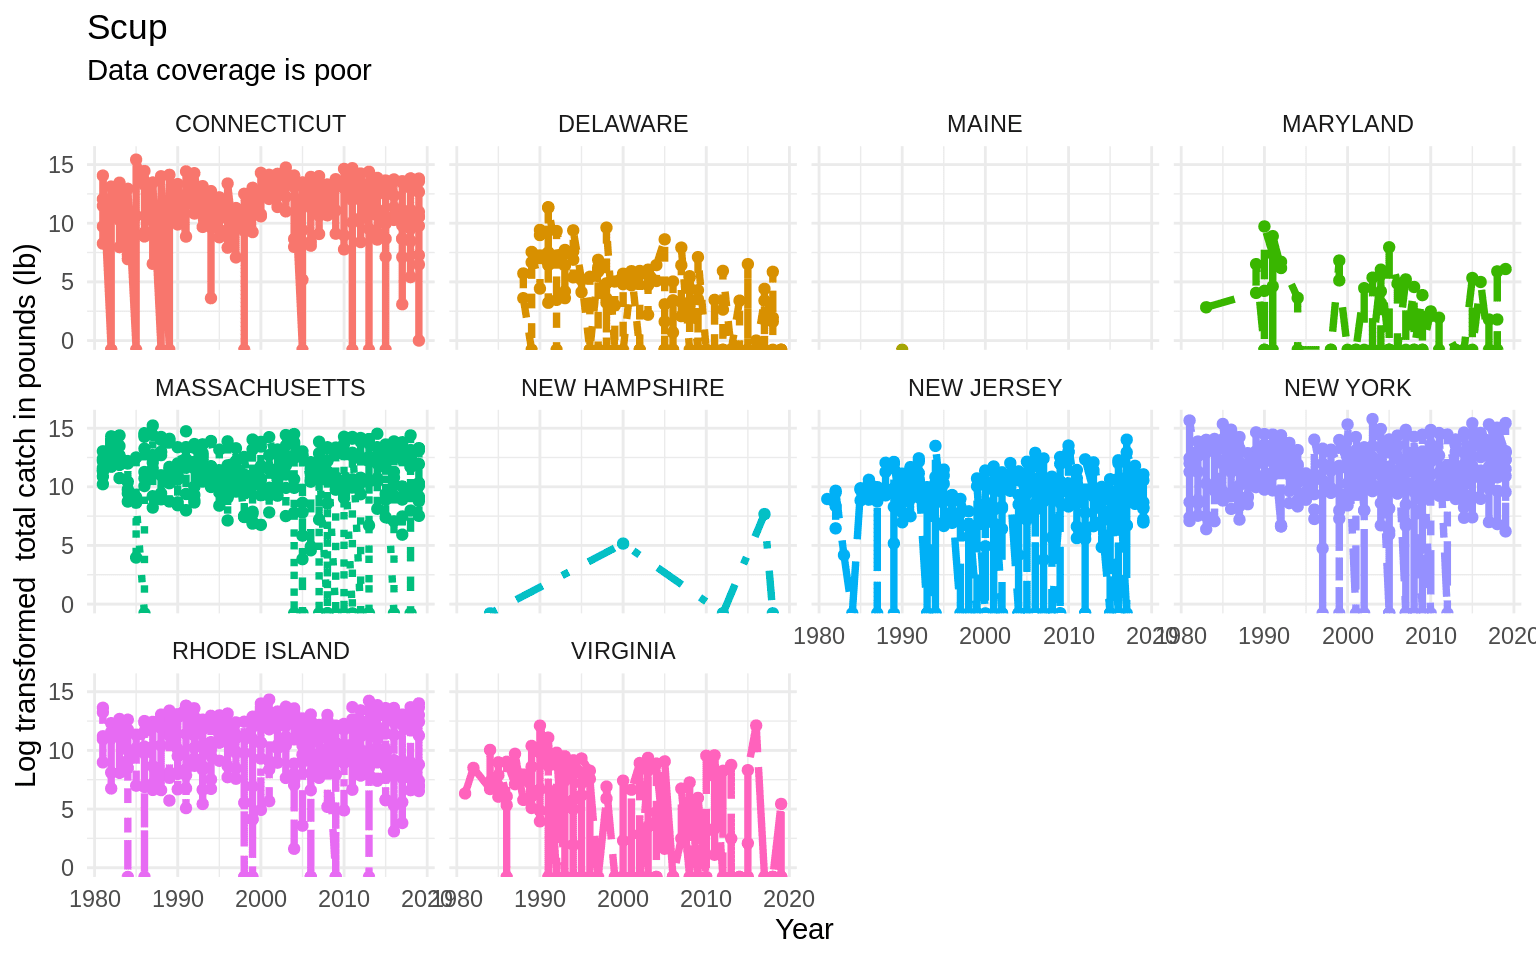 Scup
Data coverage is poor
CONNECTICUT DELAWARE MAINE MARYLAND
15
10
5
0
MASSACHUSETTS NEW HAMPSHIRE NEW JERSEY NEW YORK
15
10
5
0
1980 1990 2000 2010 2020 1980 1990 2000 2010 2020
RHODE ISLAND VIRGINIA
15
10
5
0
1980 1990 2000 2010 2020 1980 1990 2000 2010 2020
Year
Log transformed  total catch in pounds (lb)